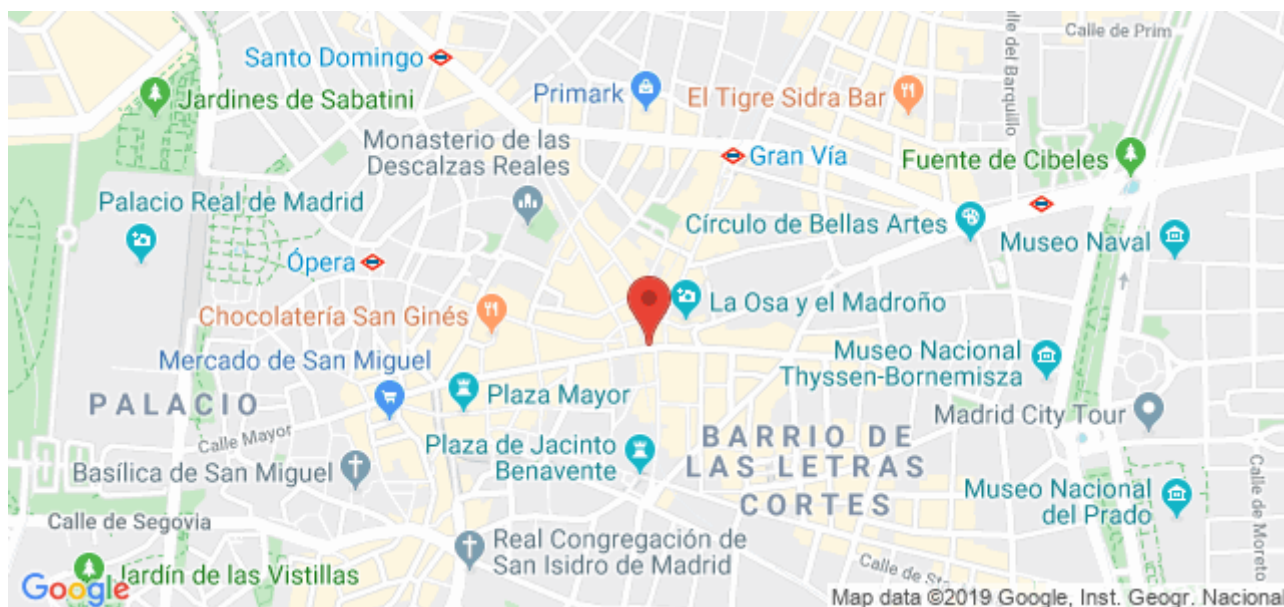 Calle de Prim
Calle del Barquillo
Santo Domingo
Primark
El Tigre Sidra Bar
Jardines de Sabatini
Monasterio de las
Descalzas Reales
Gran Vía
Fuente de Cibeles
Palacio Real de Madrid
Círculo de Bellas Artes
Museo Naval
Ópera
La Osa y el Madroño
Chocolatería San Ginés
Mercado de San Miguel
Museo Nacional
Thyssen-Bornemisza
Plaza Mayor
PALACIO
Madrid City Tour
Calle Mayor
Plaza de Jacinto
Benavente
BARRIO DE
LAS LETRAS
CORTES
Basílica de San Miguel
Museo Nacional
del Prado
Calle de Moreto
Calle de Segovia
Real Congregación de
San Isidro de Madrid
Calle de
Jardín de las Vistillas
Google
Map data ©2019 Google, Inst. Geogr. Naciona